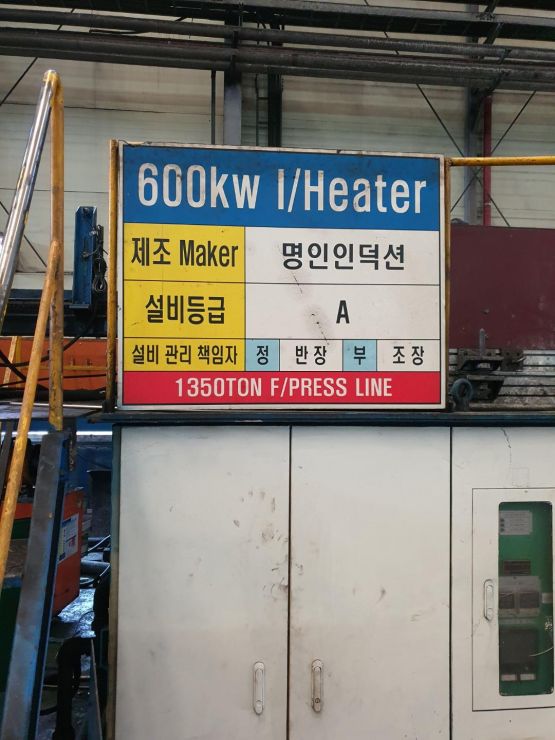 600kw I/Heater
제조 Maker 명인인덕션
설비등급 A
설비 관리 책임자 정 반장 부 조장
1350TON F/PRESS LINE